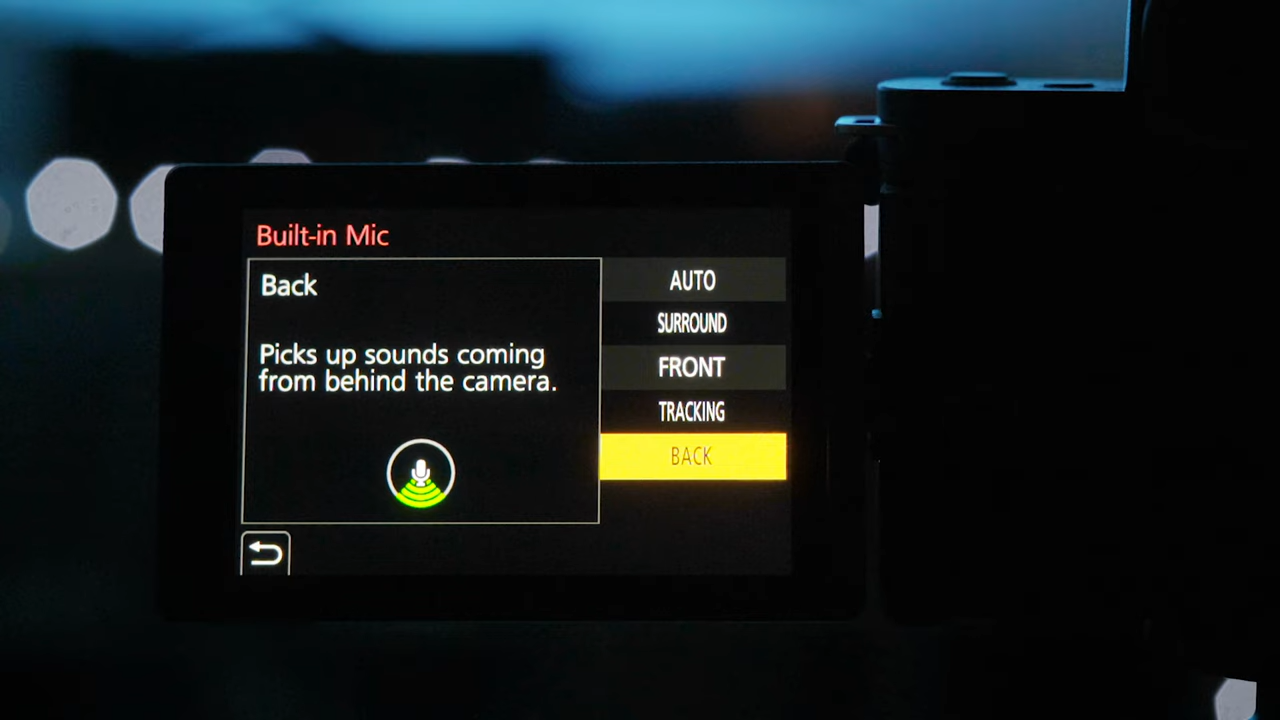 Built-in Mic
Back
Picks up sounds coming
from behind the camera.
AUTO
SURROUND
FRONT
TRACKING
BACK